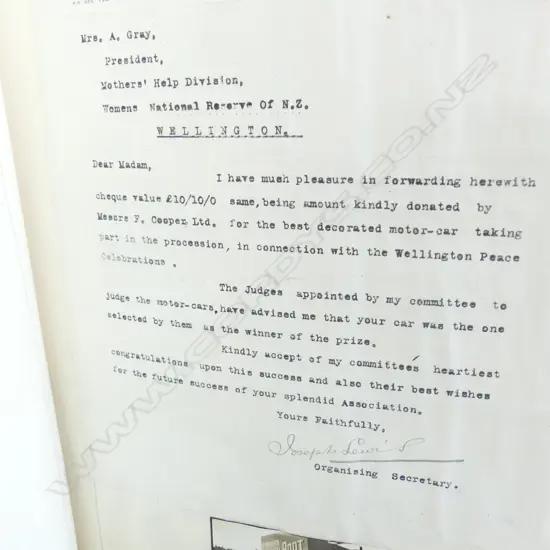 Mrs. A. Gray,
President,
Mothers' Help Division,
Womens National Reserve Of N.Z.
WELLINGTON.
Dear Madam,
I have much pleasure in forwarding herewith
cheque value £10/10/0 same, being amount kindly donated by
Messrs F. Cooper Ltd. for the best decorated motor-car taking
part in the procession, in connection with the Wellington Peace
Celebrations .
The Judges appointed by my committee to
judge the motor-cars, have advised me that your car was the one
selected by them as the winner of the prize.
Kindly accept of my committeés heartiest
congratulations upon this success and also their best wishes
for the future success of your splendid Association.
Yours Faithfully,
Joseph Lewis
Organising Secretary.